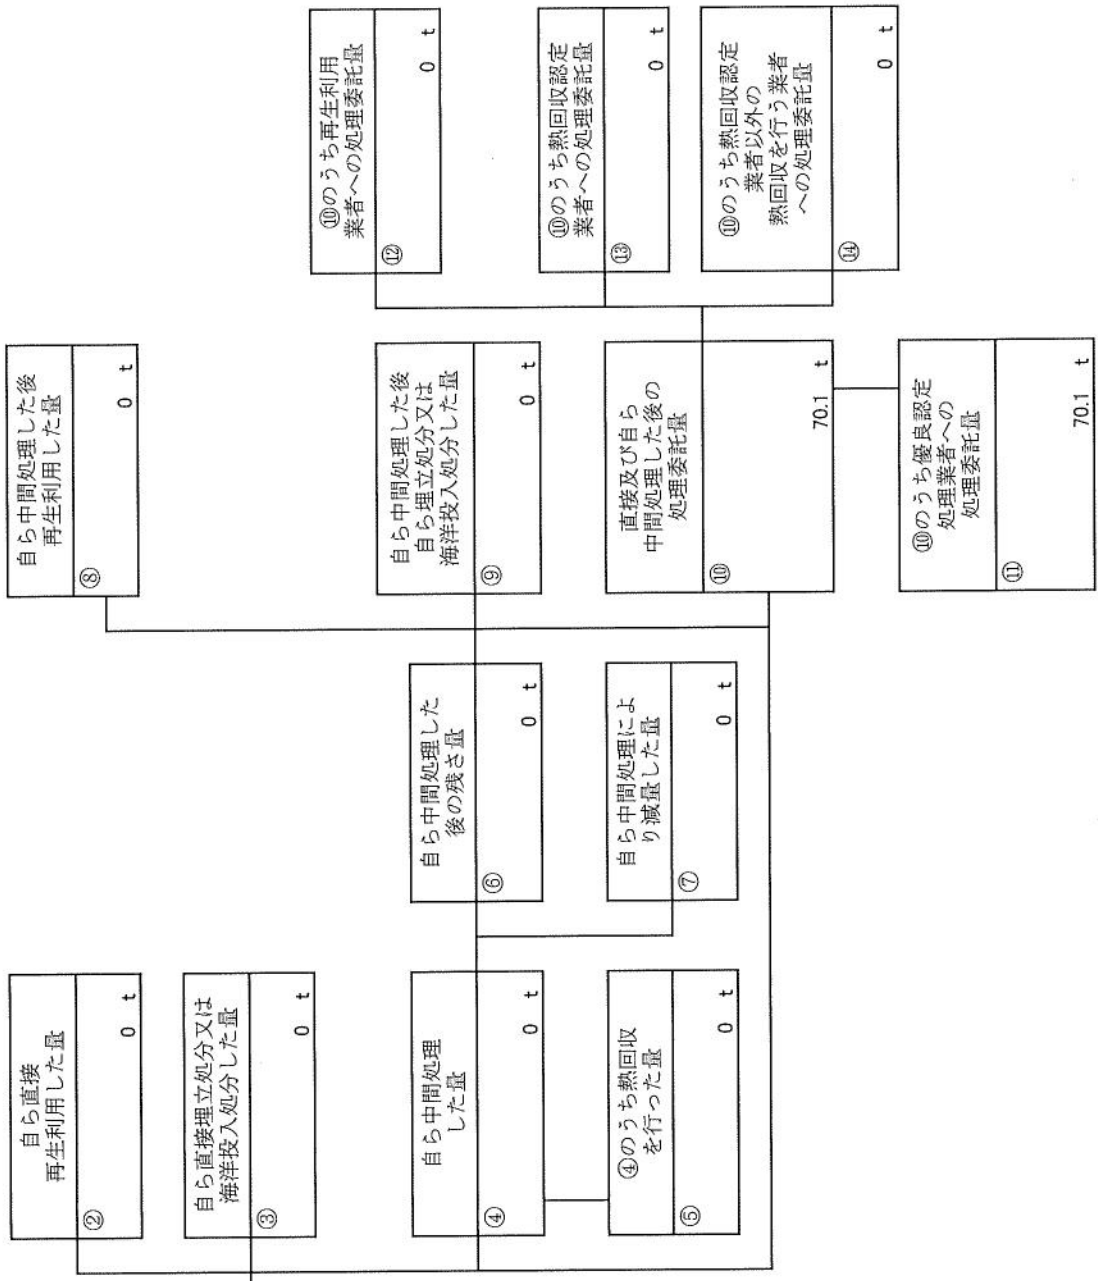 自ら直接
再生利用した量
②
0 t
自ら直接埋立処分又は
海洋投入処分した量
③
0 t
自ら中間処理
した量
④
0 t
④のうち熱回収
を行った量
⑤
0 t
自ら中間処理した
後の残さ量
⑥
0 t
自ら中間処理によ
り減量した量
⑦
0 t
自ら中間処理した後
再生利用した量
⑧
0 t
自ら中間処理した後
自ら埋立処分又は
海洋投入処分した量
⑨
0 t
直接及び自ら
中間処理した後の
処理委託量
⑩
70.1 t
⑩のうち優良認定
処理業者への
処理委託量
⑪
70.1 t
⑩のうち再生利用
業者への処理委託量
⑫
0 t
⑩のうち熱回収認定
業者への処理委託量
⑬
0 t
⑩のうち熱回収認定
業者以外の
熱回収を行う業者
への処理委託量
⑭
0 t